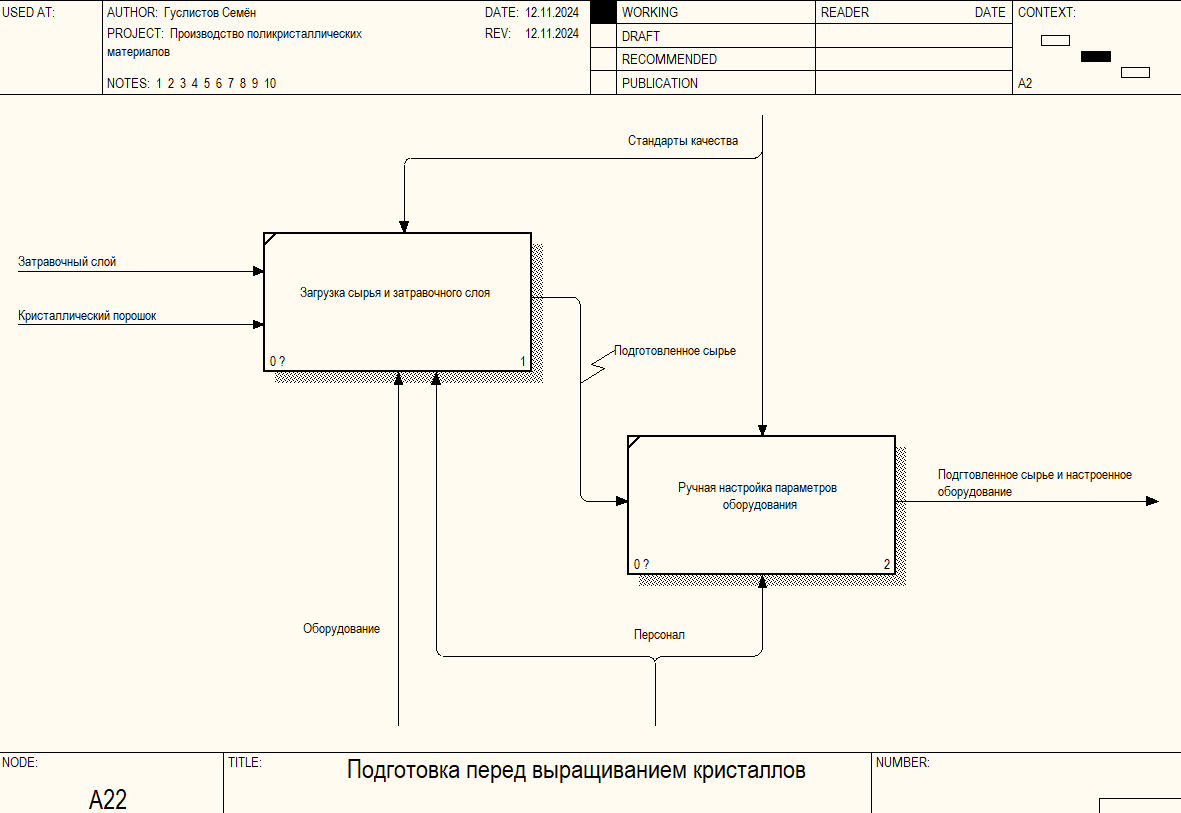 USED AT:
AUTHOR: Гуслистов Семён
DATE: 12.11.2024
PROJECT: Производство поликристаллических
материалов
REV: 12.11.2024
NOTES: 1 2 3 4 5 6 7 8 9 10
WORKING
DRAFT
RECOMMENDED
PUBLICATION
READER DATE
CONTEXT:
A2
Стандарты качества
Затравочный слой
Кристаллический порошок
Загрузка сырья и затравочного слоя
0 ? 1
Подготовленное сырье
Ручная настройка параметров
оборудования
0 ? 2
Подгтовленное сырье и настроенное
оборудование
Оборудование
Персонал
NODE:
A22
TITLE:
Подготовка перед выращиванием кристаллов
NUMBER: